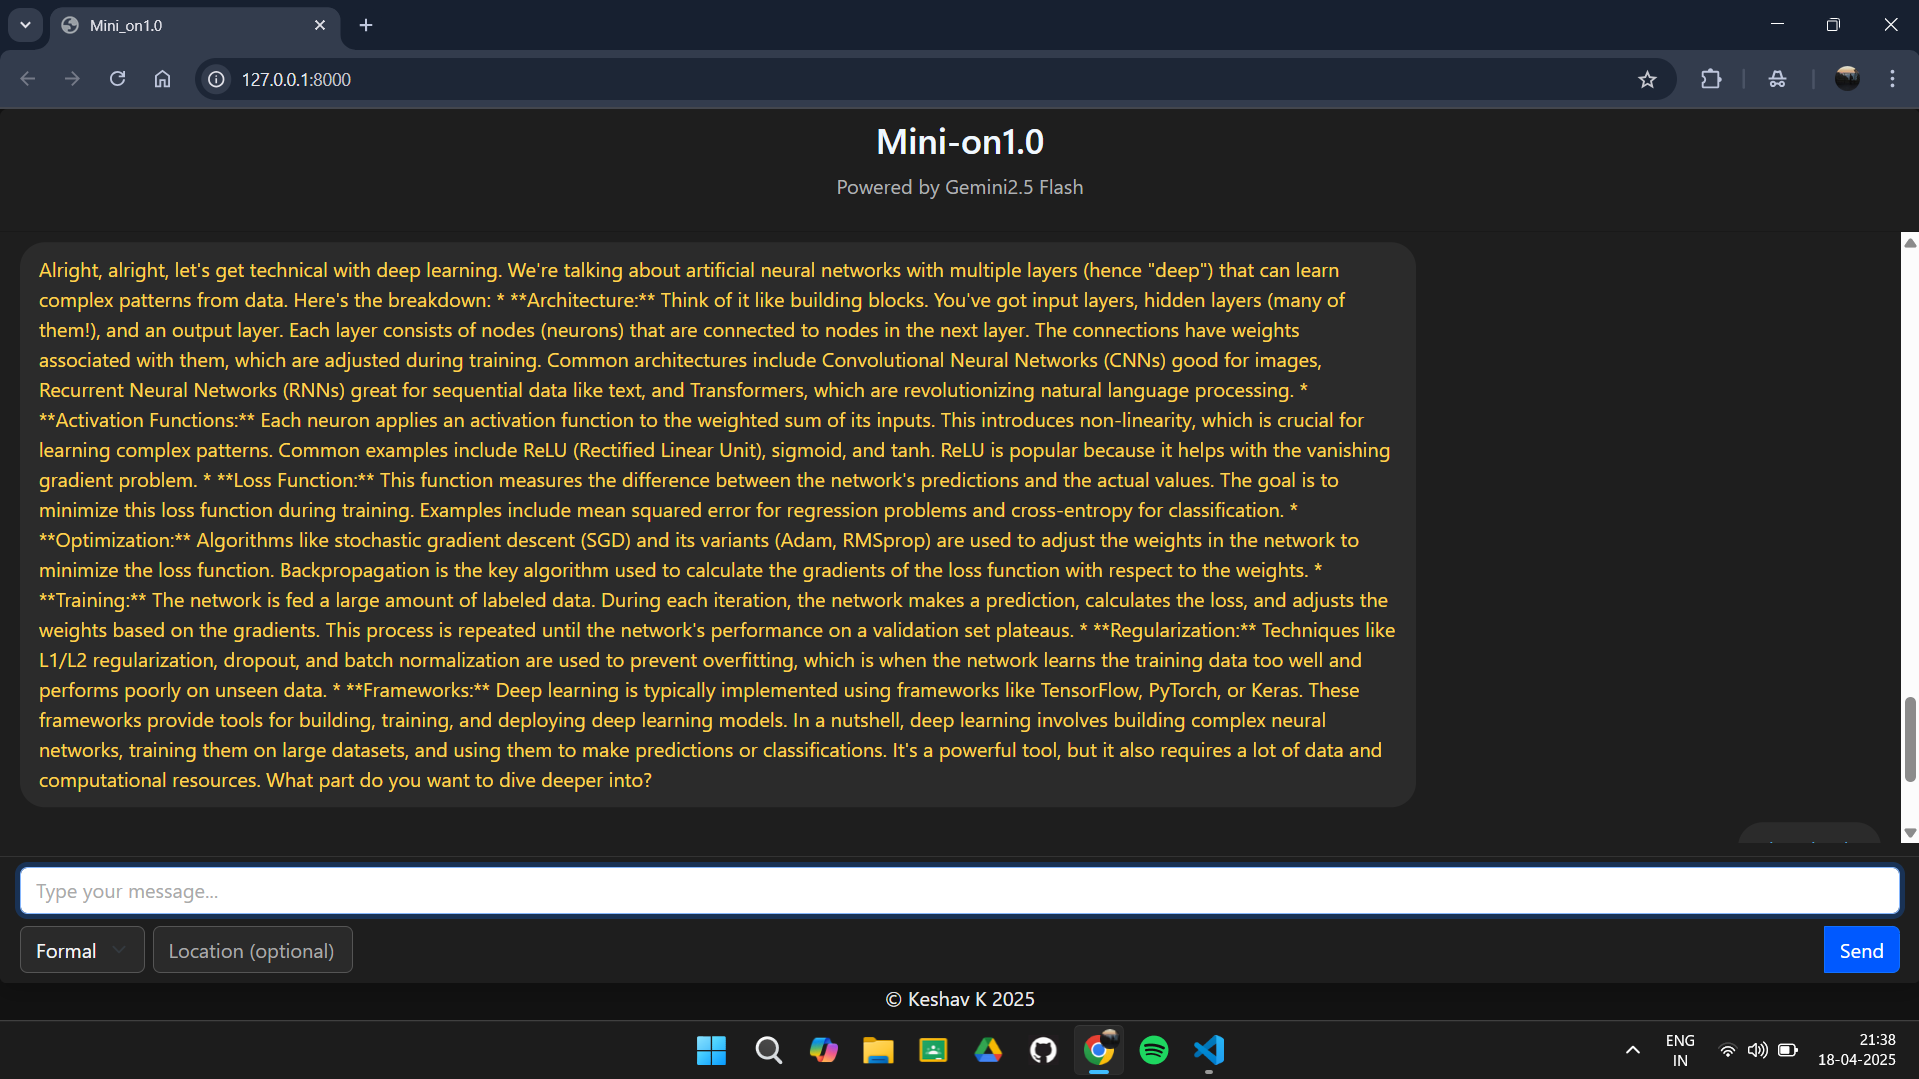 Mini_on1.0
127.0.0.1:8000
Mini-on1.0
Powered by Gemini2.5 Flash
Alright, alright, let's get technical with deep learning. We're talking about artificial neural networks with multiple layers (hence "deep") that can learn
complex patterns from data. Here's the breakdown: * **Architecture:** Think of it like building blocks. You've got input layers, hidden layers (many of
them!), and an output layer. Each layer consists of nodes (neurons) that are connected to nodes in the next layer. The connections have weights
associated with them, which are adjusted during training. Common architectures include Convolutional Neural Networks (CNNs) good for images,
Recurrent Neural Networks (RNNs) great for sequential data like text, and Transformers, which are revolutionizing natural language processing. *
**Activation Functions:** Each neuron applies an activation function to the weighted sum of its inputs. This introduces non-linearity, which is crucial for
learning complex patterns. Common examples include ReLU (Rectified Linear Unit), sigmoid, and tanh. ReLU is popular because it helps with the vanishing
gradient problem. * **Loss Function:** This function measures the difference between the network's predictions and the actual values. The goal is to
minimize this loss function during training. Examples include mean squared error for regression problems and cross-entropy for classification. *
**Optimization:** Algorithms like stochastic gradient descent (SGD) and its variants (Adam, RMSprop) are used to adjust the weights in the network to
minimize the loss function. Backpropagation is the key algorithm used to calculate the gradients of the loss function with respect to the weights. *
**Training:** The network is fed a large amount of labeled data. During each iteration, the network makes a prediction, calculates the loss, and adjusts the
weights based on the gradients. This process is repeated until the network's performance on a validation set plateaus. * **Regularization:** Techniques like
L1/L2 regularization, dropout, and batch normalization are used to prevent overfitting, which is when the network learns the training data too well and
performs poorly on unseen data. * **Frameworks:** Deep learning is typically implemented using frameworks like TensorFlow, PyTorch, or Keras. These
frameworks provide tools for building, training, and deploying deep learning models. In a nutshell, deep learning involves building complex neural
networks, training them on large datasets, and using them to make predictions or classifications. It's a powerful tool, but it also requires a lot of data and
computational resources. What part do you want to dive deeper into?
Type your message...
Formal
Location (optional)
Send
© Keshav K 2025
ENG
IN
21:38
18-04-2025